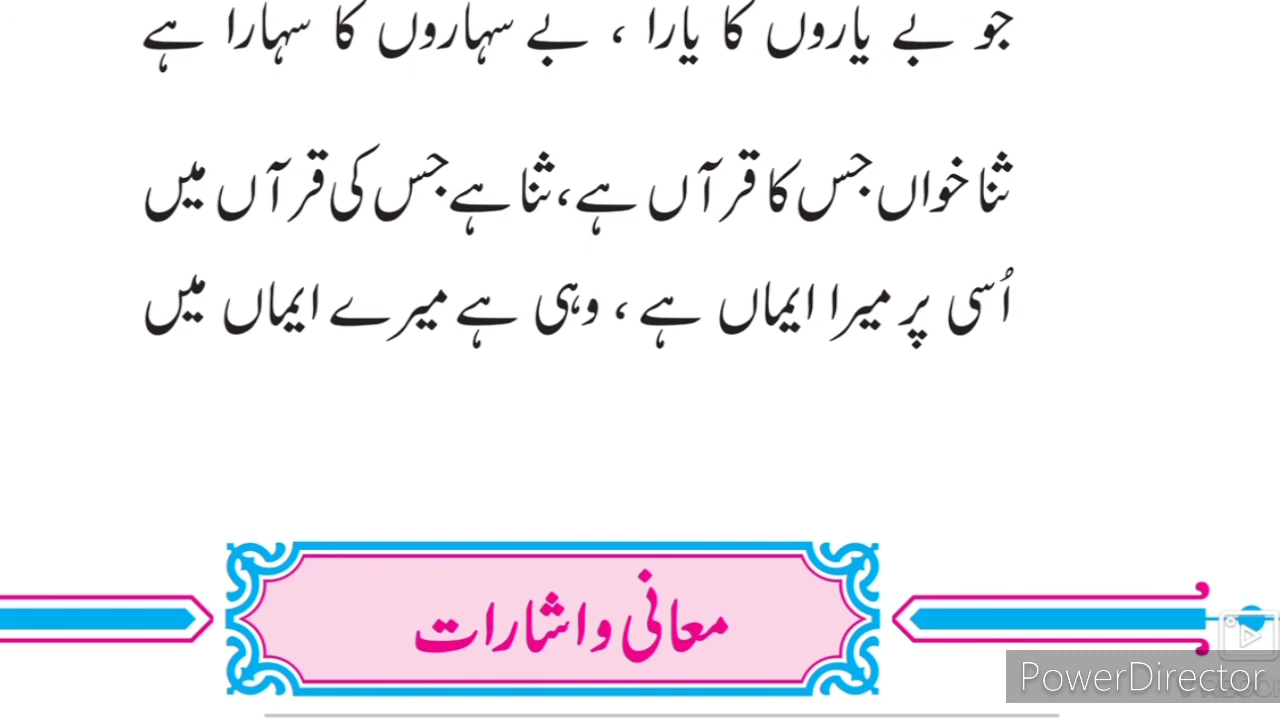 جو بے یاروں کا یارا ، بے سہاروں کا سہارا ہے
ثنا خواں جس کا قرآں ہے، ثنا ہے جس کی قرآں میں
اُسی پر میرا ایماں ہے ، وہی ہے میرے ایماں میں
معانی و اشارات
PowerDirector